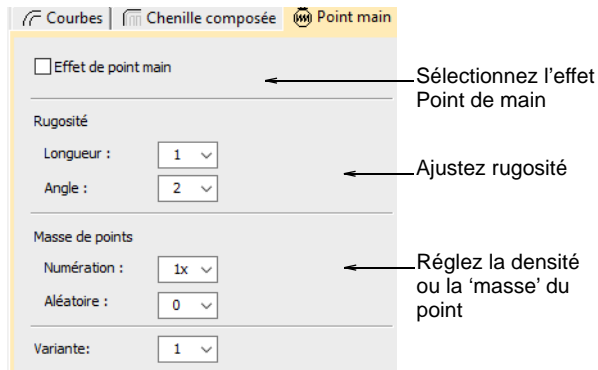 Courbes Chenille composée Point main
Effet de point main
Sélectionnez l’effet
Point de main
Rugosité
Longueur : 1
Angle : 2
Ajustez rugosité
Masse de points
Numération : 1x
Aléatoire : 0
Réglez la densité
ou la ‘masse’ du
point
Variante: 1